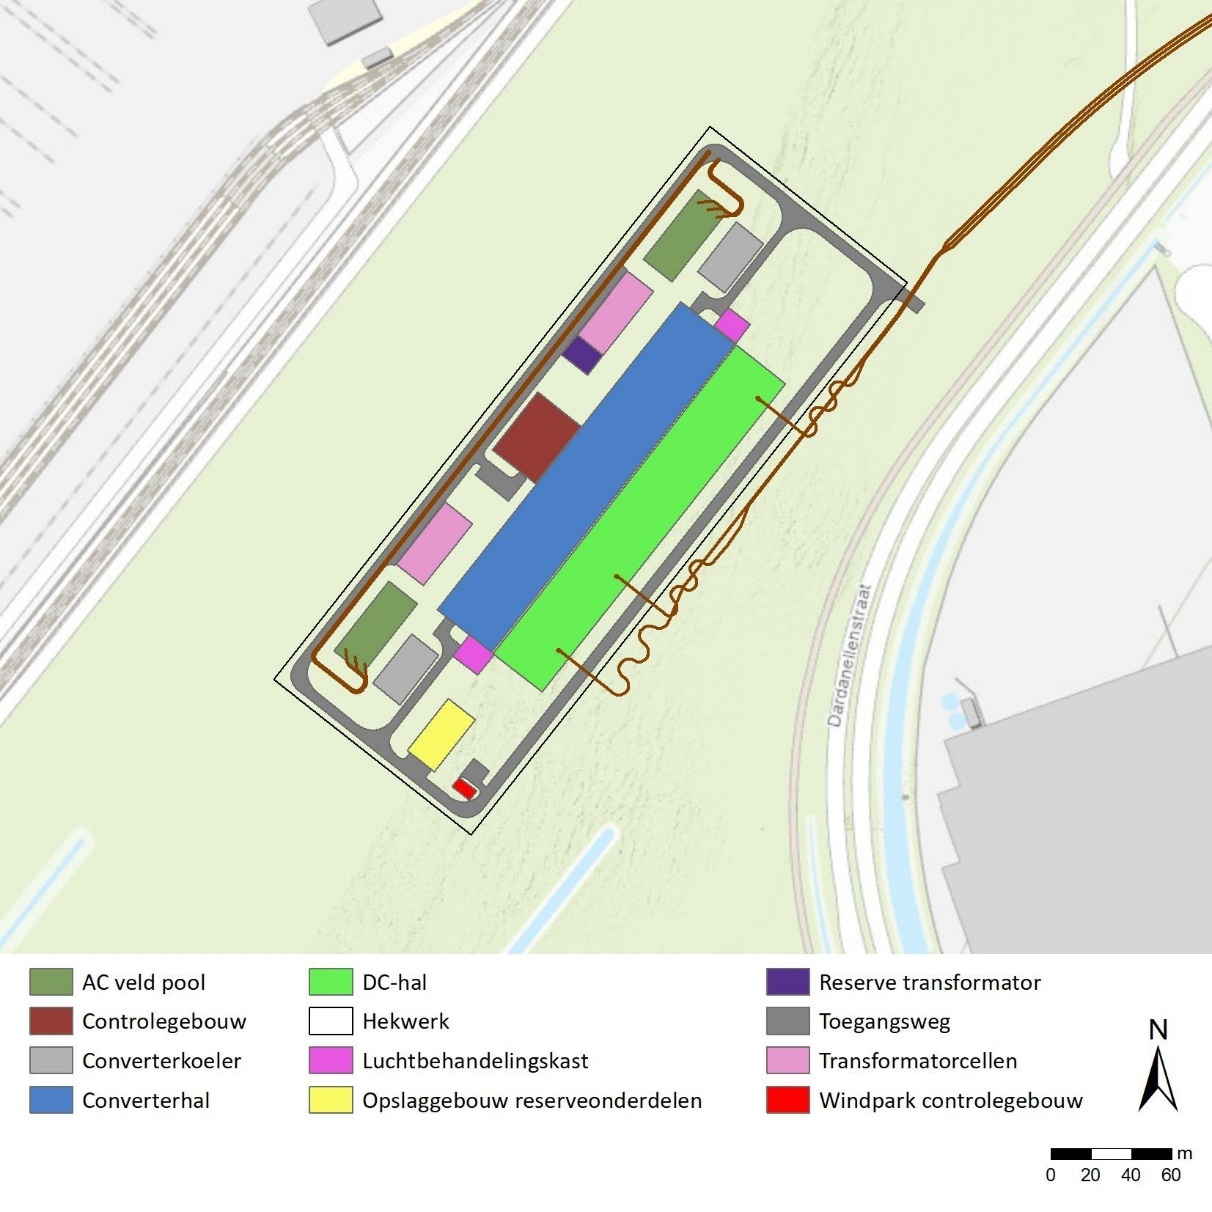 Dardanellenstraat
AC veld pool
Controlegebouw
Converterkoeler
Converterhal
DC-hal
Hekwerk
Luchtbehandelingskast
Opslaggebouw reserveonderdelen
Reserve transformator
Toegangsweg
Transformatorcellen
Windpark controlegebouw
N
m
0 20 40 60